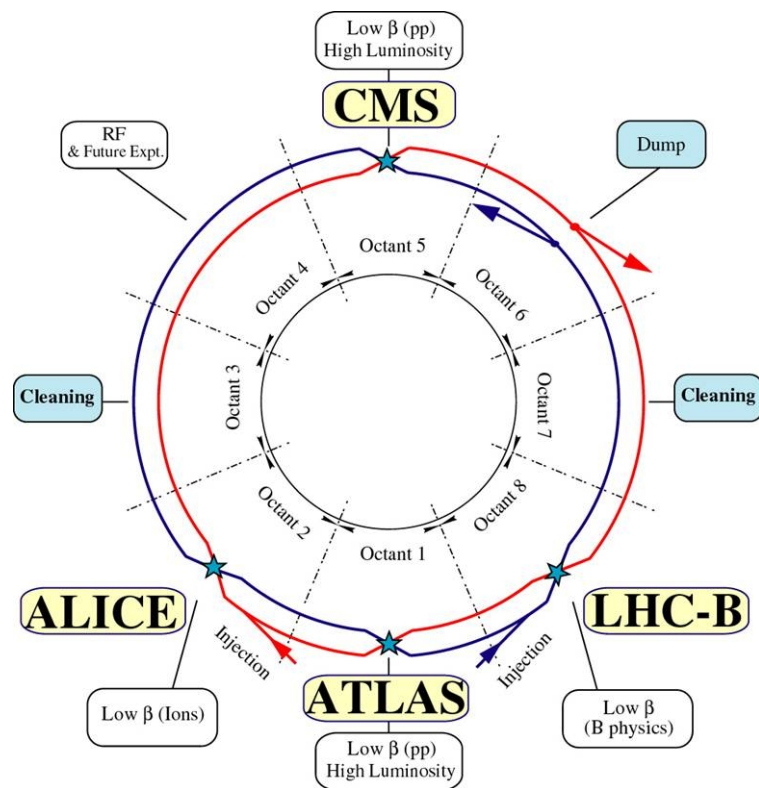 Low β (pp)
High Luminosity
CMS
RF
& Future Expt.
Dump
Octant 5
Octant 4
Octant 6
Cleaning
Octant 3
Octant 7
Cleaning
Octant 2
Octant 8
Octant 1
ALICE
LHC-B
Injection
Injection
ATLAS
Low β (Ions)
Low β
(B physics)
Low β (pp)
High Luminosity